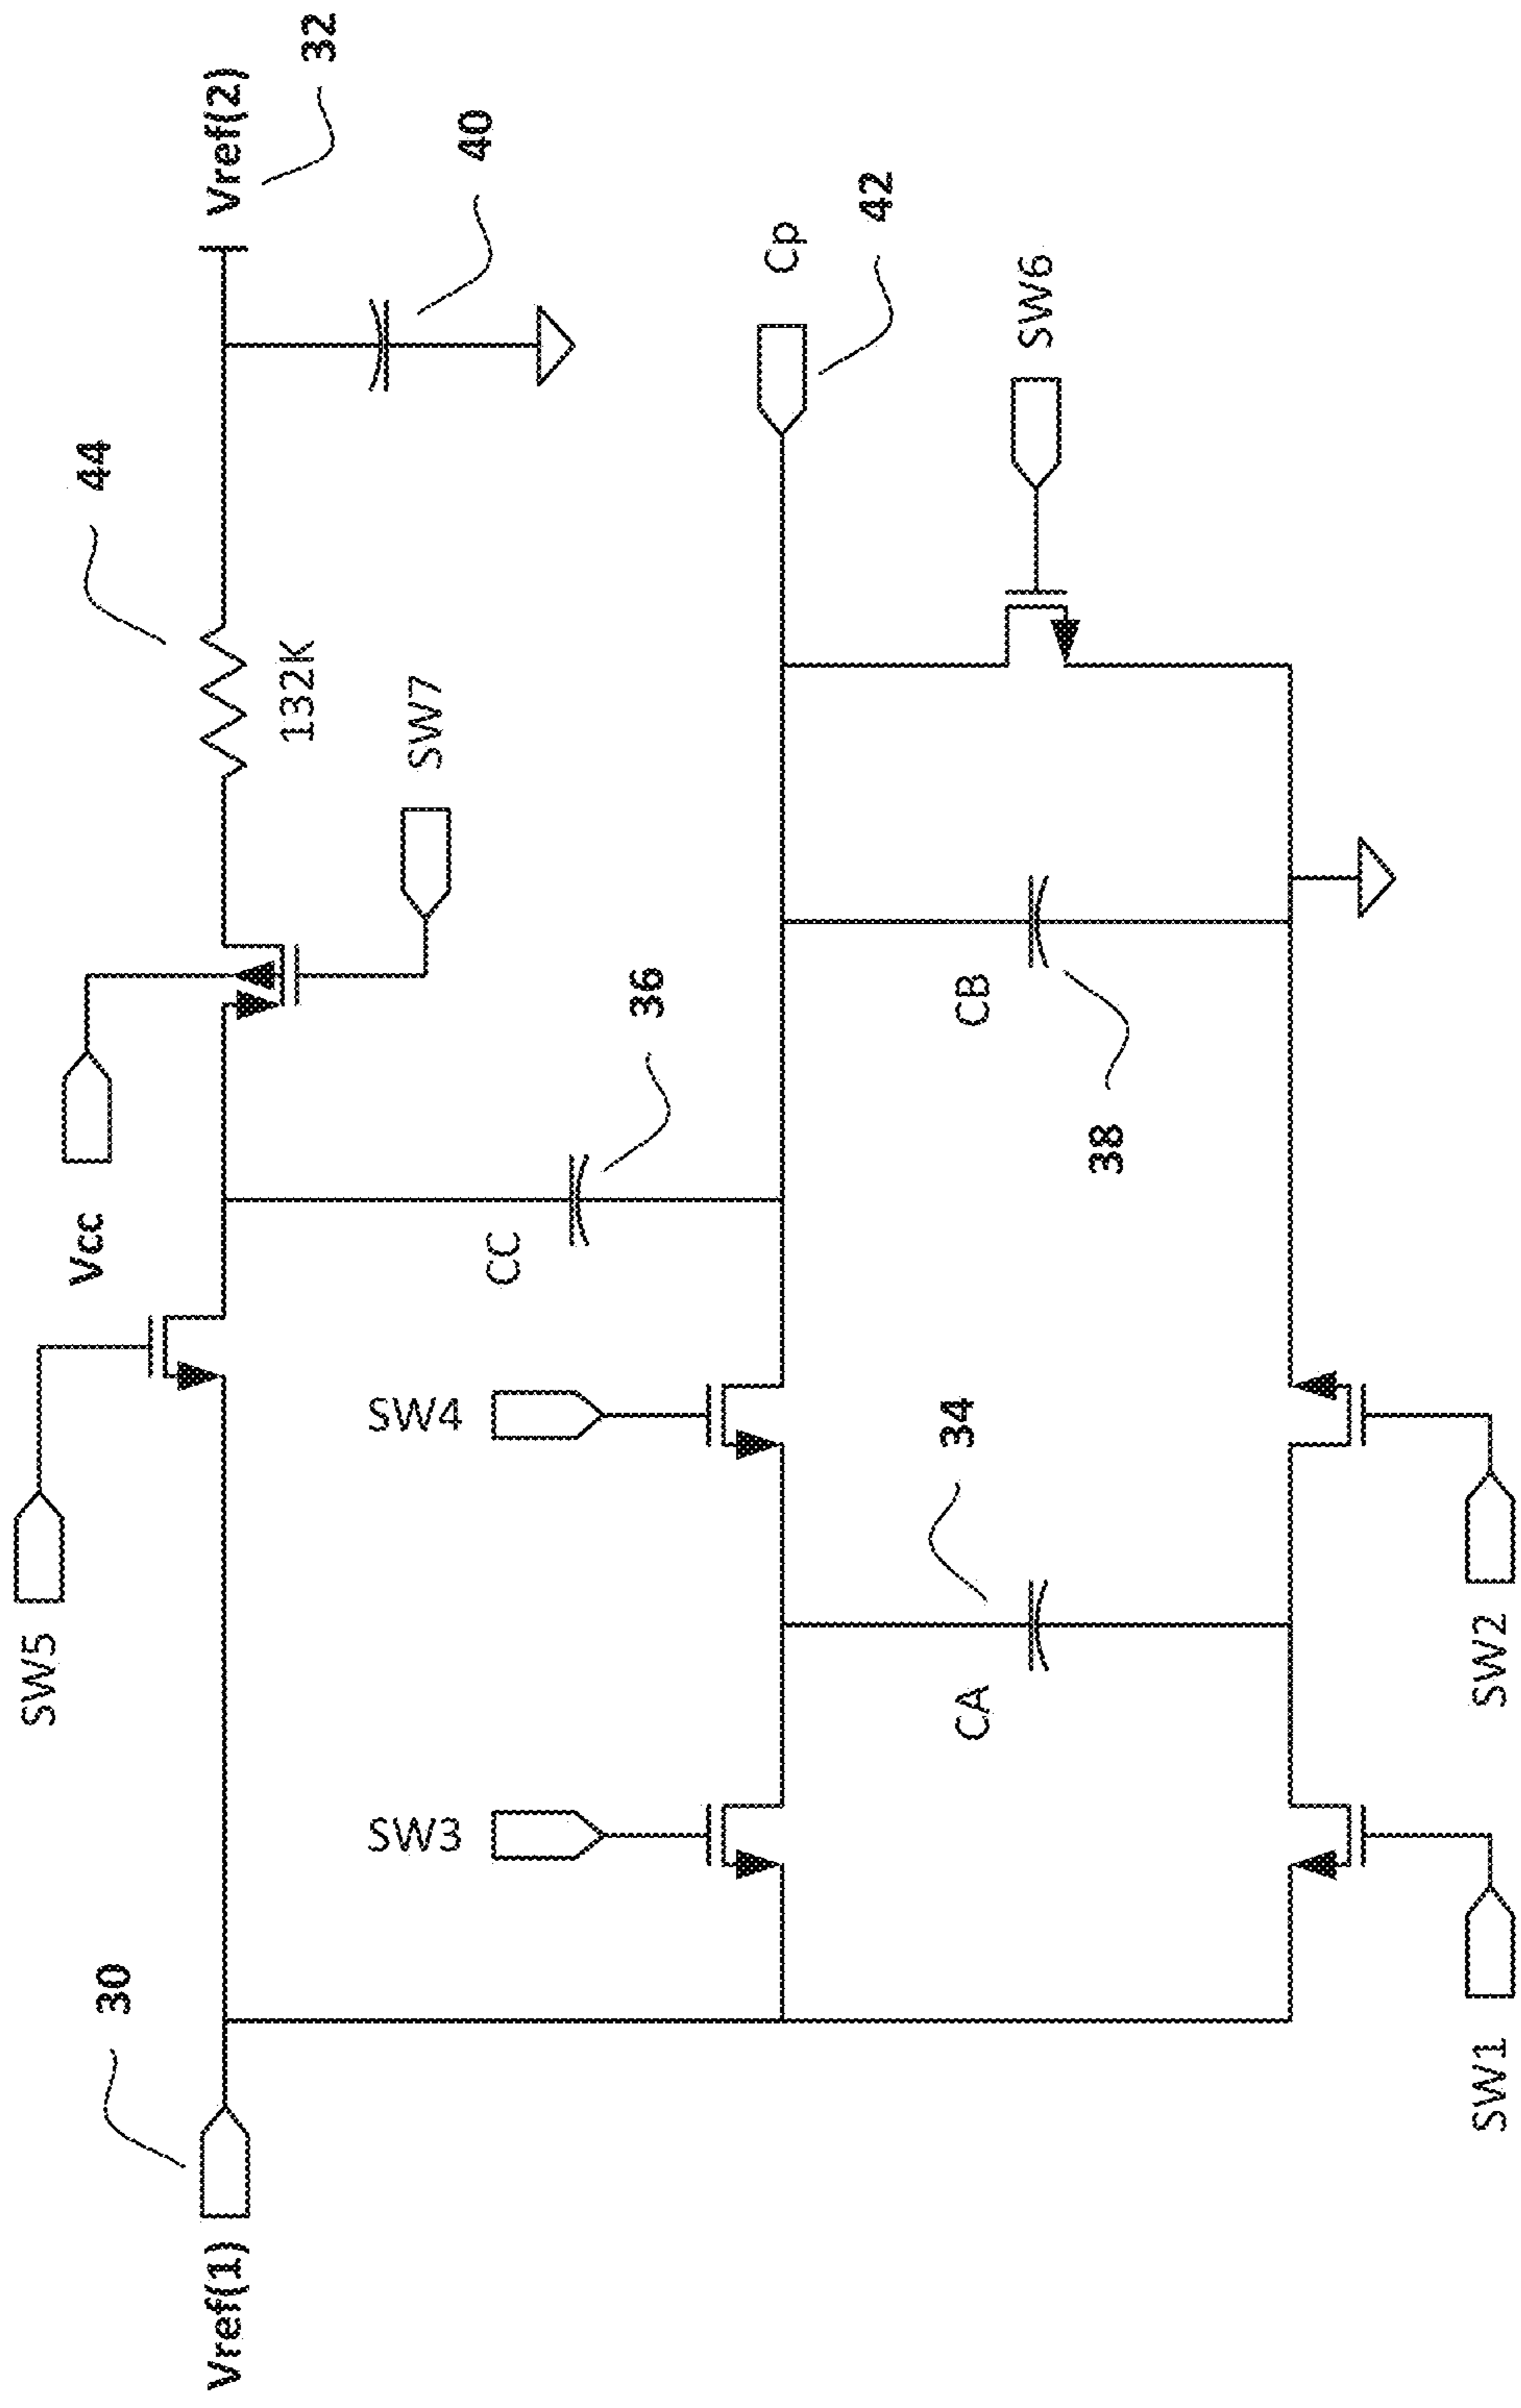 SW5
Vcc
44
Vref(2)
32
30
Vref(1)
132K
40
SW7
SW3
SW4
CC
36
Cp
42
CA
34
CB
SW6
38
SW1
SW2